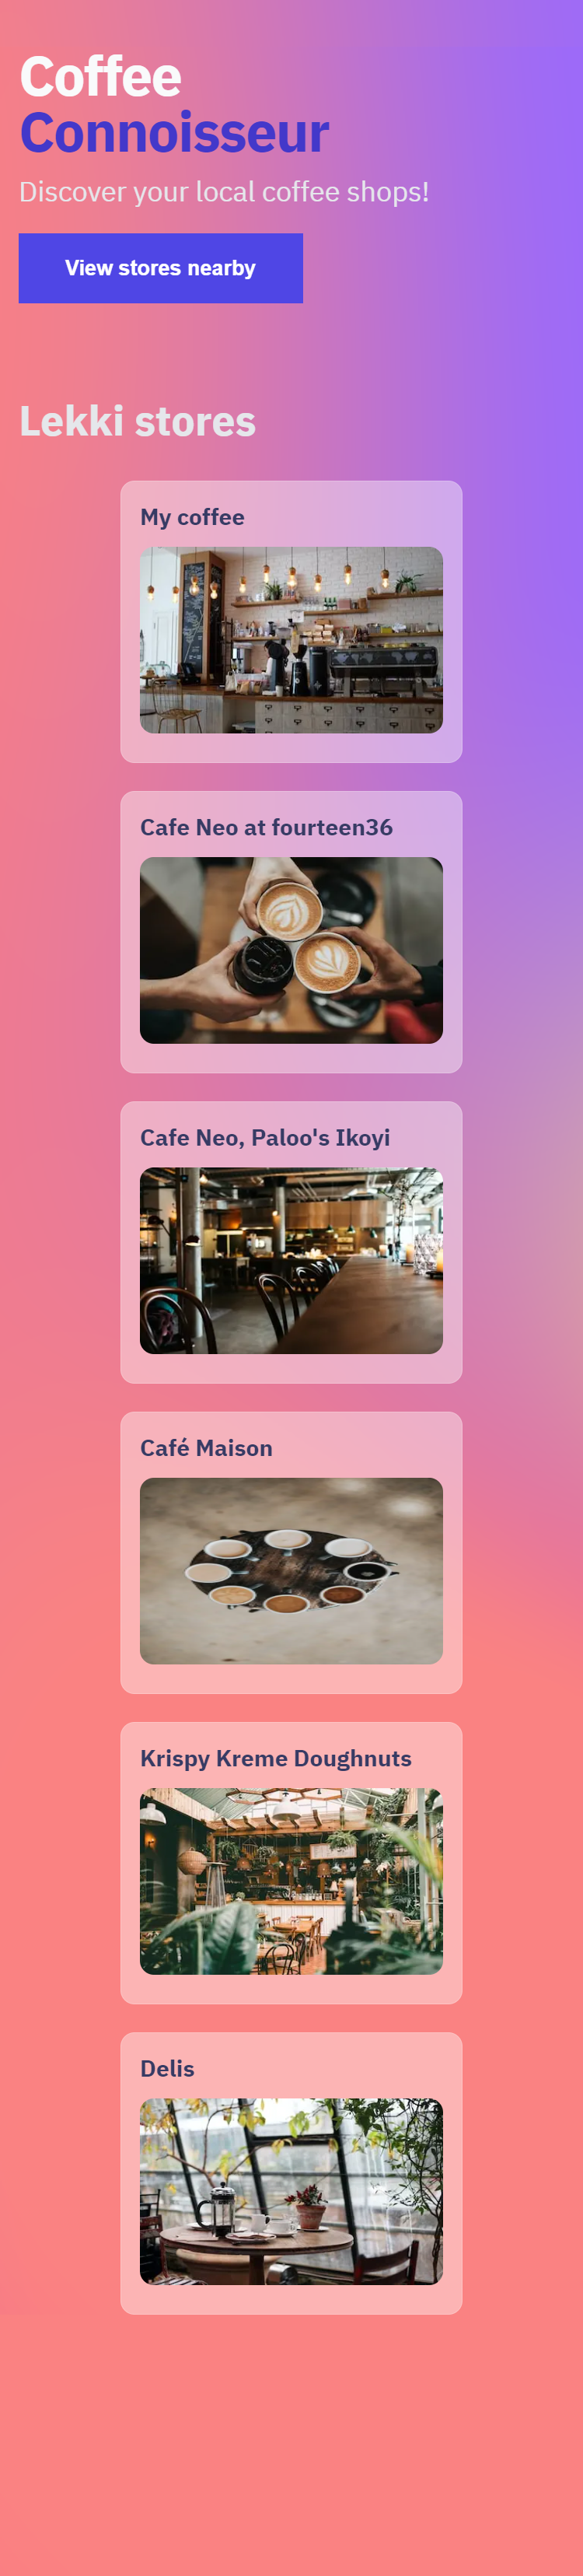 Coffee
Connoisseur
Discover your local coffee shops!
View stores nearby
Lekki stores
My coffee
Cafe Neo at fourteen36
Cafe Neo, Paloo's Ikoyi
Café Maison
Krispy Kreme Doughnuts
Delis